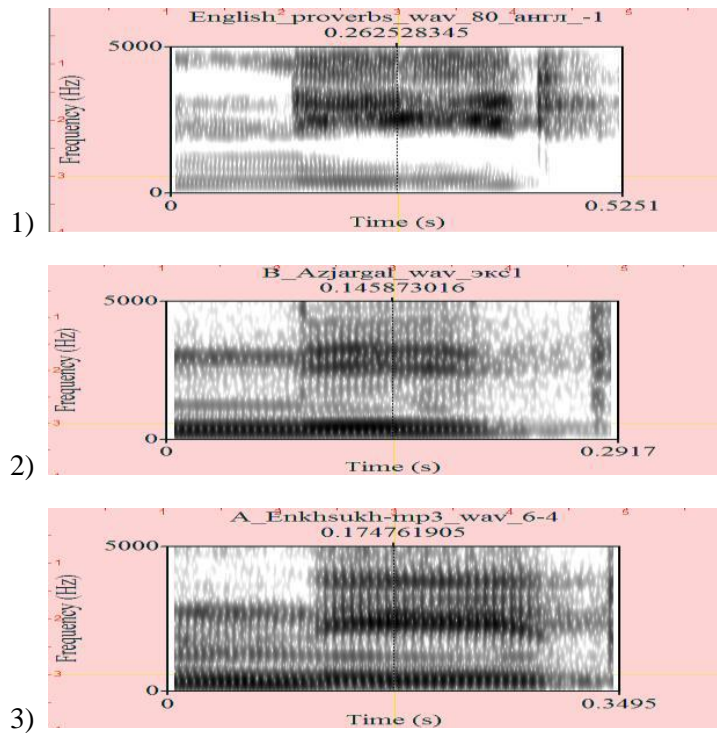 English_proverbs_wav_80_англ_-1
0.262528345
5000
Frequency (Hz)
0
0 0.5251
Time (s)
1)
B_Azjargal_wav_экс1
0.145873016
5000
Frequency (Hz)
0
0 0.2917
Time (s)
2)
A_Enkhsukh-mp3_wav_6-4
0.174761905
5000
Frequency (Hz)
0
0 0.3495
Time (s)
3)